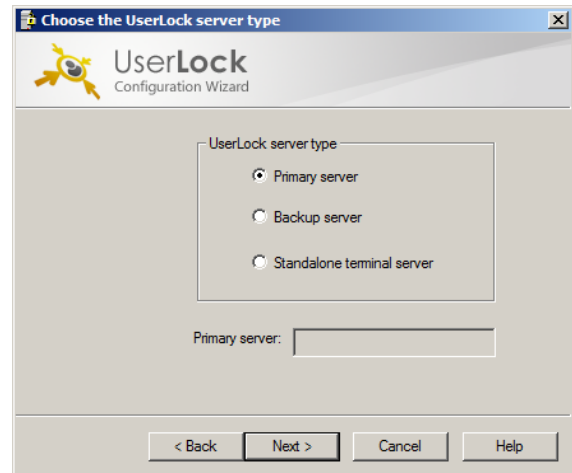 Choose the UserLock server type
UserLock
Configuration Wizard
UserLock server type
Primary server
Backup server
Standalone terminal server
Primary server:
< Back Next > Cancel Help